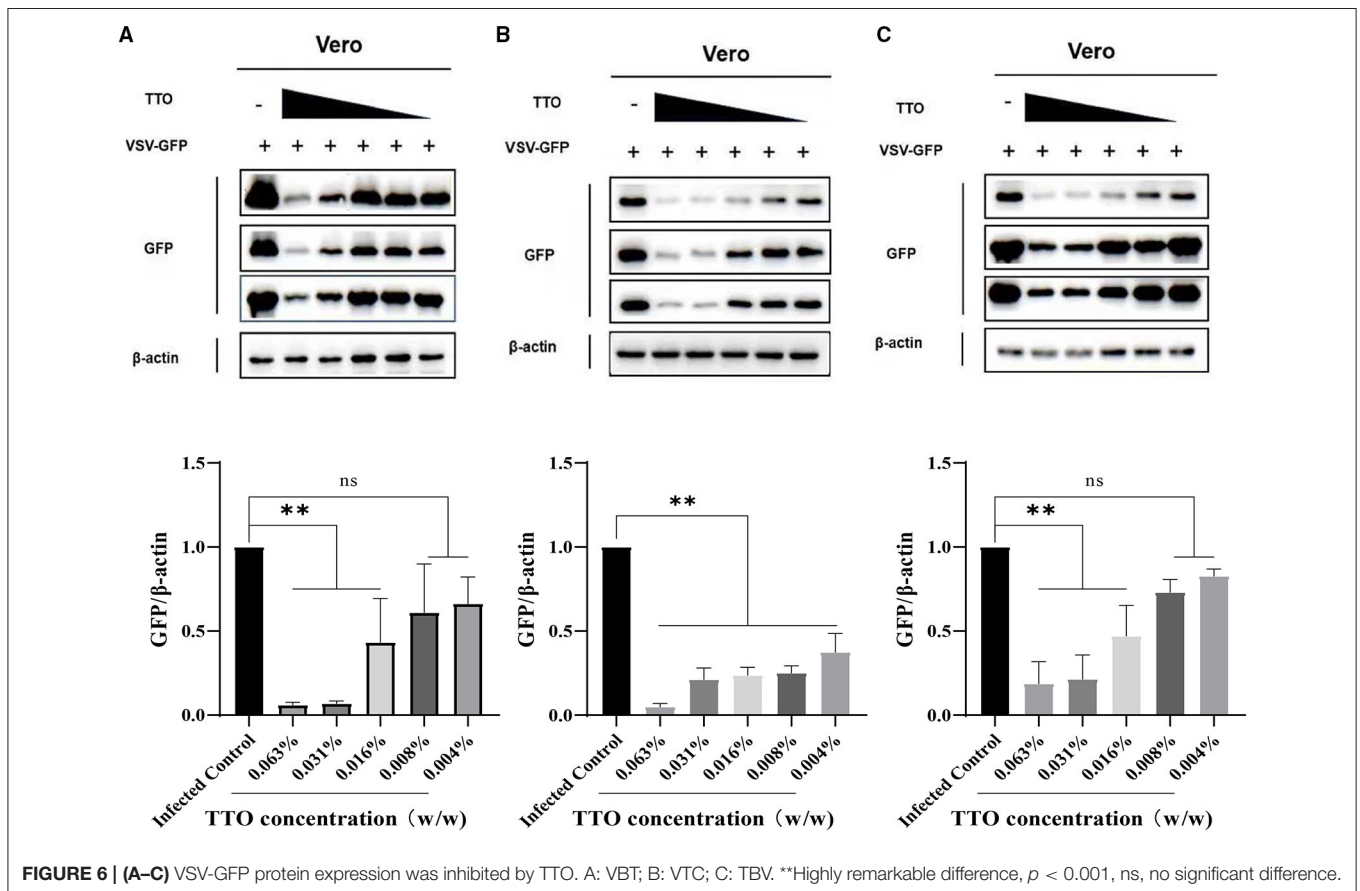 A
Vero
TTO -
VSV-GFP + + + + + +
GFP
β-actin
B
Vero
TTO -
VSV-GFP + + + + + +
GFP
β-actin
C
Vero
TTO -
VSV-GFP + + + + + +
GFP
β-actin
1.5
1.0
0.5
0.0
GFP/β-actin
ns
**
Infected Control 0.063% 0.031% 0.016% 0.008% 0.004%
TTO concentration（w/w)
1.5
1.0
0.5
0.0
GFP/β-actin
**
Infected Control 0.063% 0.031% 0.016% 0.008% 0.004%
TTO concentration（w/w)
1.5
1.0
0.5
0.0
GFP/β-actin
ns
**
Infected Control 0.063% 0.031% 0.016% 0.008% 0.004%
TTO concentration（w/w)
FIGURE 6 | (A–C) VSV-GFP protein expression was inhibited by TTO. A: VBT; B: VTC; C: TBV. **Highly remarkable difference, p < 0.001, ns, no significant difference.